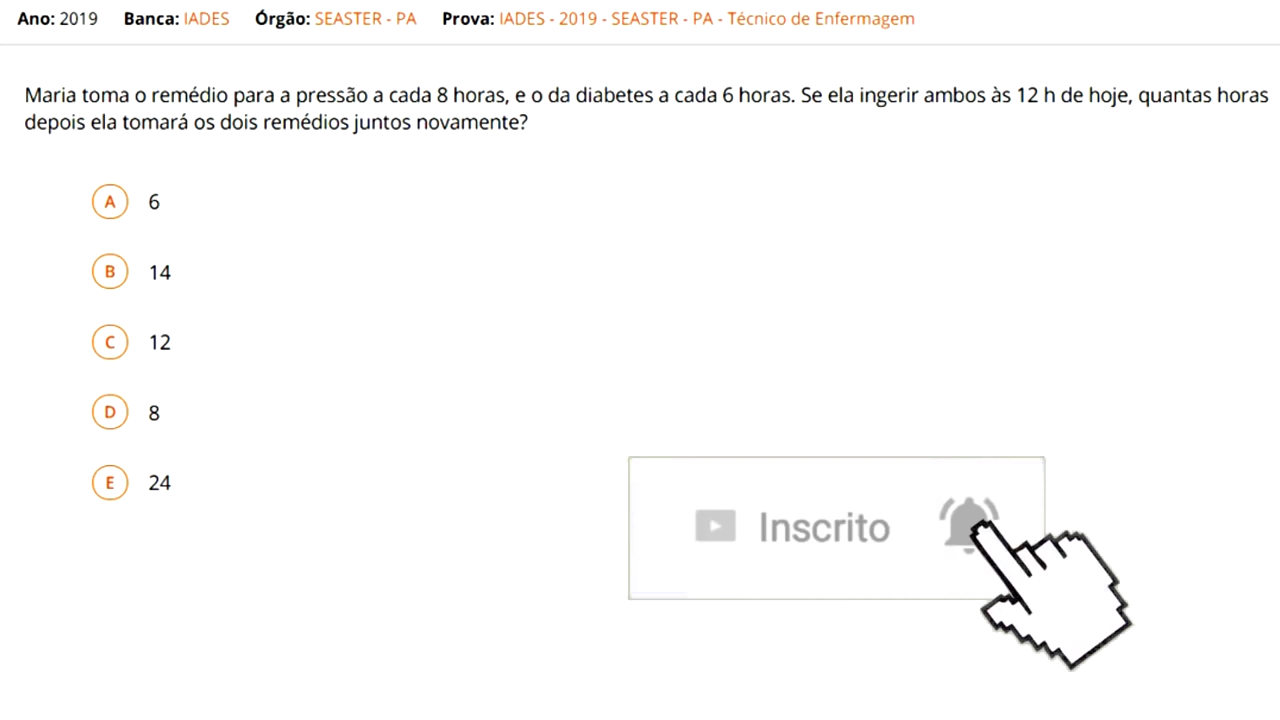 Ano: 2019 Banca: IADES Órgão: SEASTER - PA Prova: IADES - 2019 - SEASTER - PA - Técnico de Enfermagem
Maria toma o remédio para a pressão a cada 8 horas, e o da diabetes a cada 6 horas. Se ela ingerir ambos às 12 h de hoje, quantas horas
depois ela tomará os dois remédios juntos novamente?
A 6
B 14
C 12
D 8
E 24
Inscrito